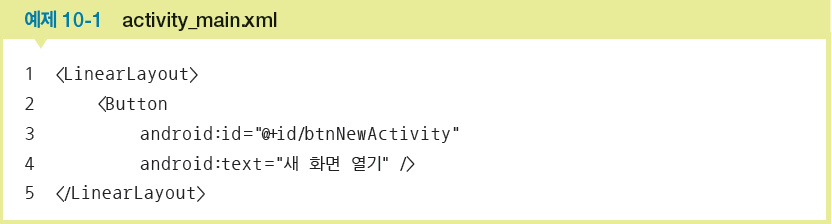 예제 10-1 activity_main.xml
1 <LinearLayout>
2 <Button
3 android:id="@+id/btnNewActivity"
4 android:text="새 화면 열기" />
5 </LinearLayout>